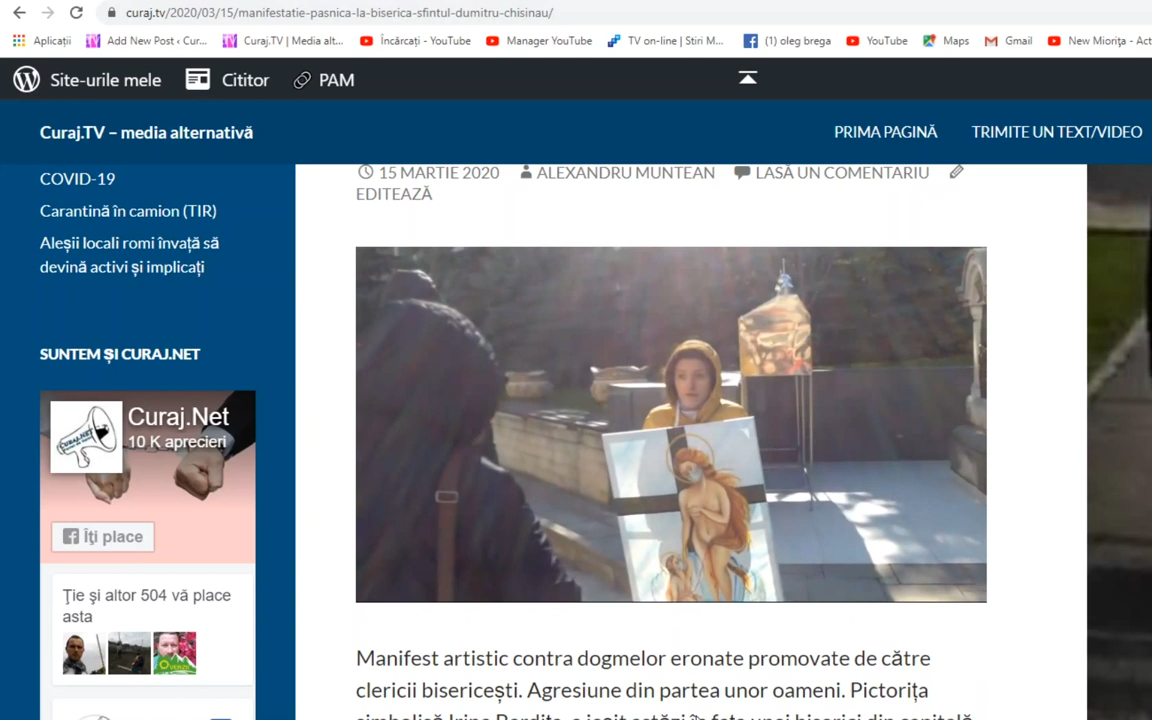 curaj.tv/2020/03/15/manifestatie-pasnica-la-biserica-sfintul-dumitru-chisinau/
Aplicații
Add New Post ‹ Cur...
Curaj.TV | Media alt...
Încărcați - YouTube
Manager YouTube
TV on-line | Stiri M...
(1) oleg brega
YouTube
Maps
Gmail
New Miorița - Act
Site-urile mele
Cititor
PAM
Curaj.TV – media alternativă
PRIMA PAGINĂ
TRIMITE UN TEXT/VIDEO
COVID-19
Carantină în camion (TIR)
Aleșii locali romi învață să
devină activi și implicați
SUNTEM ȘI CURAJ.NET
Curaj.Net
10 K aprecieri
Îți place
Ție și altor 504 vă place
asta
15 MARTIE 2020
ALEXANDRU MUNTEAN
LASĂ UN COMENTARIU
EDITEAZĂ
Manifest artistic contra dogmelor eronate promovate de către
clericii bisericești. Agresiune din partea unor oameni. Pictorița